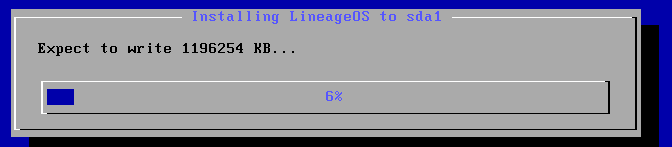 Installing LineageOS to sda1
Expect to write 1196254 KB...
6%